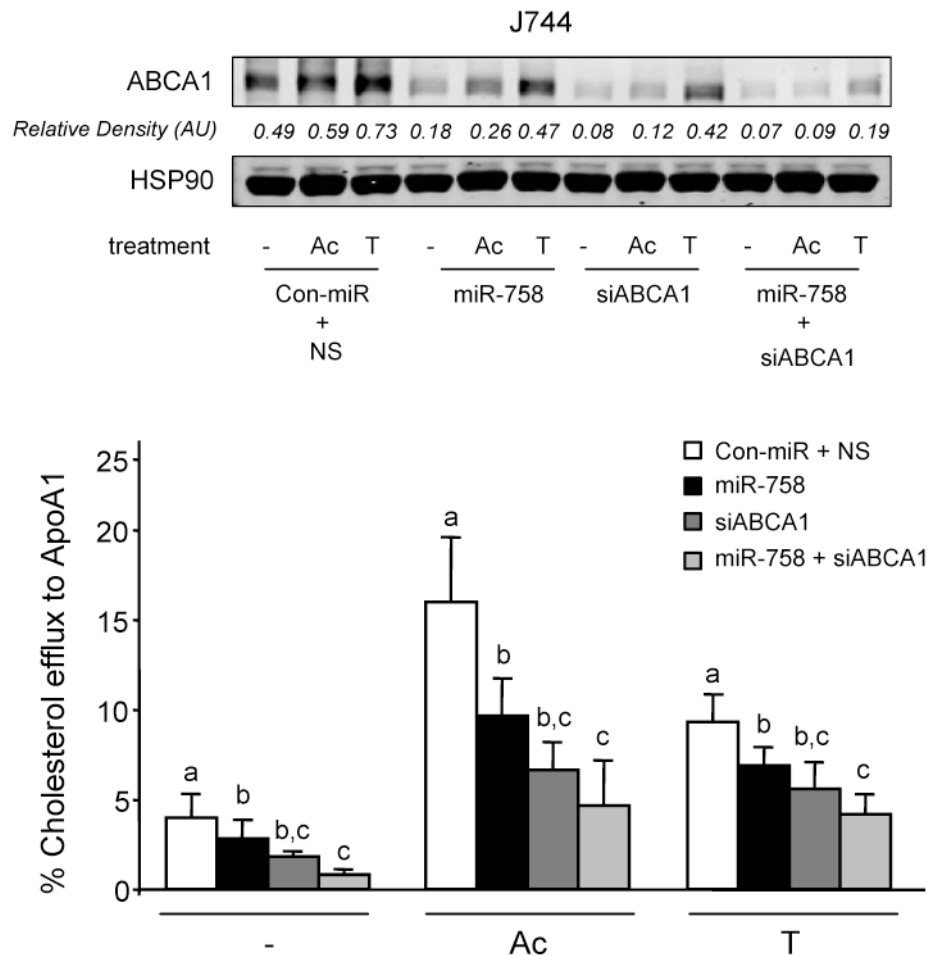 J744
ABCA1
Relative Density (AU) 0.49 0.59 0.73 0.18 0.26 0.47 0.08 0.12 0.42 0.07 0.09 0.19
HSP90
treatment - Ac T - Ac T - Ac T - Ac T
Con-miR + NS
miR-758
siABCA1
miR-758 + siABCA1
% Cholesterol efflux to ApoA1
25
20
15
10
5
0
Con-miR + NS
miR-758
siABCA1
miR-758 + siABCA1
a b b,c c
a b b,c c
a b b,c c
- Ac T